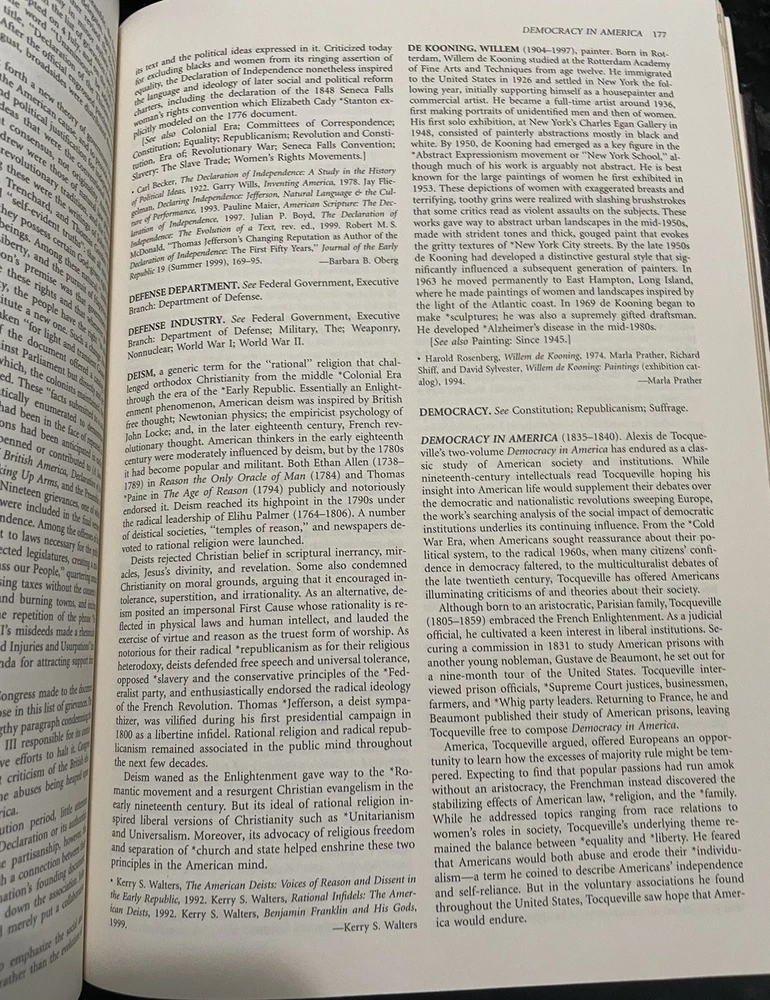 DEMOCRACY IN AMERICA 177
its text and the political ideas expressed in it. Criticized today
for excluding blacks and women from its ringing assertion of
equality, the Declaration of Independence nonetheless inspired
the language and ideology of later social and political reform
charters, including the declaration of the 1848 Seneca Falls
woman's rights convention which Elizabeth Cady *Stanton ex-
plicitly modeled on the 1776 document.
[See also Colonial Era; Committees of Correspondence;
Constitution; Equality; Republicanism; Revolution and Consti-
tution, Era of; Revolutionary War; Seneca Falls Convention;
Slavery: The Slave Trade; Women's Rights Movements.]
• Carl Becker, The Declaration of Independence: A Study in the History
of Political Ideas, 1922. Garry Wills, Inventing America, 1978. Jay Flie-
gelman, Declaring Independence: Jefferson, Natural Language & the Cul-
ture of Performance, 1993. Pauline Maier, American Scripture: The Dec-
laration of Independence, 1997. Julian P. Boyd, The Declaration of
Independence: The Evolution of a Text, rev. ed., 1999. Robert M. S.
McDonald, "Thomas Jefferson's Changing Reputation as Author of the
Declaration of Independence: The First Fifty Years," Journal of the Early
Republic 19 (Summer 1999), 169–95. —Barbara B. Oberg
DEFENSE DEPARTMENT. See Federal Government, Executive
Branch: Department of Defense.
DEFENSE INDUSTRY. See Federal Government, Executive
Branch: Department of Defense; Military, The; Weaponry,
Nonnuclear; World War I; World War II.
DEISM, a generic term for the "rational" religion that chal-
lenged orthodox Christianity from the middle *Colonial Era
through the era of the *Early Republic. Essentially an Enlight-
enment phenomenon, American deism was inspired by British
free thought; Newtonian physics; the empiricist psychology of
John Locke; and, in the later eighteenth century, French rev-
olutionary thought. American thinkers in the early eighteenth
century were moderately influenced by deism, but by the 1780s
it had become popular and militant. Both Ethan Allen (1738–
1789) in Reason the Only Oracle of Man (1784) and Thomas
*Paine in The Age of Reason (1794) publicly and notoriously
endorsed it. Deism reached its highpoint in the 1790s under
the radical leadership of Elihu Palmer (1764–1806). A number
of deistical societies, "temples of reason," and newspapers de-
voted to rational religion were launched.
Deists rejected Christian belief in scriptural inerrancy, mir-
acles, Jesus's divinity, and revelation. Some also condemned
Christianity on moral grounds, arguing that it encouraged in-
tolerance, superstition, and irrationality. As an alternative, de-
ism posited an impersonal First Cause whose rationality is re-
flected in physical laws and human intellect, and lauded the
exercise of virtue and reason as the truest form of worship. As
notorious for their radical *republicanism as for their religious
heterodoxy, deists defended free speech and universal tolerance,
opposed *slavery and the conservative principles of the *Fed-
eralist party, and enthusiastically endorsed the radical ideology
of the French Revolution. Thomas *Jefferson, a deist sympa-
thizer, was vilified during his first presidential campaign in
1800 as a libertine infidel. Rational religion and radical repub-
licanism remained associated in the public mind throughout
the next few decades.
Deism waned as the Enlightenment gave way to the *Ro-
mantic movement and a resurgent Christian evangelism in the
early nineteenth century. But its ideal of rational religion in-
spired liberal versions of Christianity such as *Unitarianism
and Universalism. Moreover, its advocacy of religious freedom
and separation of *church and state helped enshrine these two
principles in the American mind.
• Kerry S. Walters, The American Deists: Voices of Reason and Dissent in
the Early Republic, 1992. Kerry S. Walters, Rational Infidels: The Amer-
ican Deists, 1992. Kerry S. Walters, Benjamin Franklin and His Gods,
1999. —Kerry S. Walters
DE KOONING, WILLEM (1904–1997), painter. Born in Rot-
terdam, Willem de Kooning studied at the Rotterdam Academy
of Fine Arts and Techniques from age twelve. He immigrated
to the United States in 1926 and settled in New York the fol-
lowing year, initially supporting himself as a housepainter and
commercial artist. He became a full-time artist around 1936,
first making portraits of unidentified men and then of women.
His first solo exhibition, at New York's Charles Egan Gallery in
1948, consisted of painterly abstractions mostly in black and
white. By 1950, de Kooning had emerged as a key figure in the
*Abstract Expressionism movement or "New York School," al-
though much of his work is arguably not abstract. He is best
known for the large paintings of women he first exhibited in
1953. These depictions of women with exaggerated breasts and
terrifying, toothy grins were realized with slashing brushstrokes
that some critics read as violent assaults on the subjects. These
works gave way to abstract urban landscapes in the mid-1950s,
made with strident tones and thick, gouged paint that evokes
the gritty textures of *New York City streets. By the late 1950s
de Kooning had developed a distinctive gestural style that sig-
nificantly influenced a subsequent generation of painters. In
1963 he moved permanently to East Hampton, Long Island,
where he made paintings of women and landscapes inspired by
the light of the Atlantic coast. In 1969 de Kooning began to
make *sculptures; he was also a supremely gifted draftsman.
He developed *Alzheimer's disease in the mid-1980s.
[See also Painting: Since 1945.]
• Harold Rosenberg, Willem de Kooning, 1974. Marla Prather, Richard
Shiff, and David Sylvester, Willem de Kooning: Paintings (exhibition cat-
alog), 1994. —Marla Prather
DEMOCRACY. See Constitution; Republicanism; Suffrage.
DEMOCRACY IN AMERICA (1835–1840). Alexis de Tocque-
ville's two-volume Democracy in America has endured as a clas-
sic study of American society and institutions. While
nineteenth-century intellectuals read Tocqueville hoping his
insight into American life would supplement their debates over
the democratic and nationalistic revolutions sweeping Europe,
the work's searching analysis of the social impact of democratic
institutions underlies its continuing influence. From the *Cold
War Era, when Americans sought reassurance about their po-
litical system, to the radical 1960s, when many citizens' confi-
dence in democracy faltered, to the multiculturalist debates of
the late twentieth century, Tocqueville has offered Americans
illuminating criticisms of and theories about their society.
Although born to an aristocratic, Parisian family, Tocqueville
(1805–1859) embraced the French Enlightenment. As a judicial
official, he cultivated a keen interest in liberal institutions. Se-
curing a commission in 1831 to study American prisons with
another young nobleman, Gustave de Beaumont, he set out for
a nine-month tour of the United States. Tocqueville inter-
viewed prison officials, *Supreme Court justices, businessmen,
farmers, and *Whig party leaders. Returning to France, he and
Beaumont published their study of American prisons, leaving
Tocqueville free to compose Democracy in America.
America, Tocqueville argued, offered Europeans an oppor-
tunity to learn how the excesses of majority rule might be tem-
pered. Expecting to find that popular passions had run amok
without an aristocracy, the Frenchman instead discovered the
stabilizing effects of American law, *religion, and the *family.
While he addressed topics ranging from race relations to
women's roles in society, Tocqueville's underlying theme re-
mained the balance between *equality and *liberty. He feared
that Americans would both abuse and erode their *individu-
alism—a term he coined to describe Americans' independence
and self-reliance. But in the voluntary associations he found
throughout the United States, Tocqueville saw hope that Amer-
ica would endure.